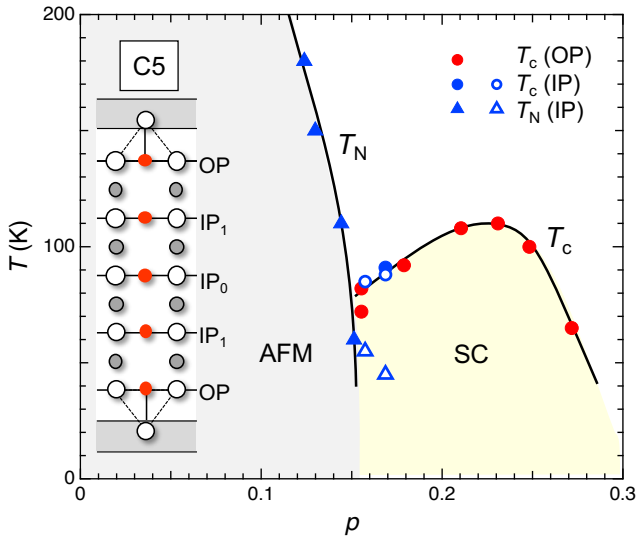 200
C5
T_c (OP)
T_c (IP)
T_N (IP)
T_N
OP
IP_1
T_c
100
T (K)
IP_0
IP_1
AFM
SC
OP
0
0
0.1
0.2
0.3
p